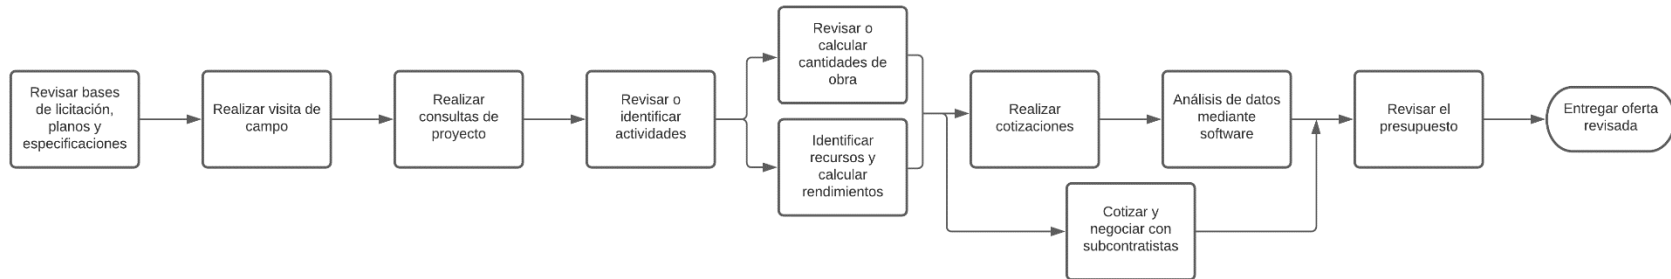 Revisar bases
de licitación,
planos y
especificaciones
Realizar visita de
campo
Realizar
consultas de
proyecto
Revisar o
identificar
actividades
Revisar o
calcular
cantidades de
obra
Identificar
recursos y
calcular
rendimientos
Realizar
cotizaciones
Análisis de datos
mediante
software
Cotizar y
negociar con
subcontratistas
Revisar el
presupuesto
Entregar oferta
revisada